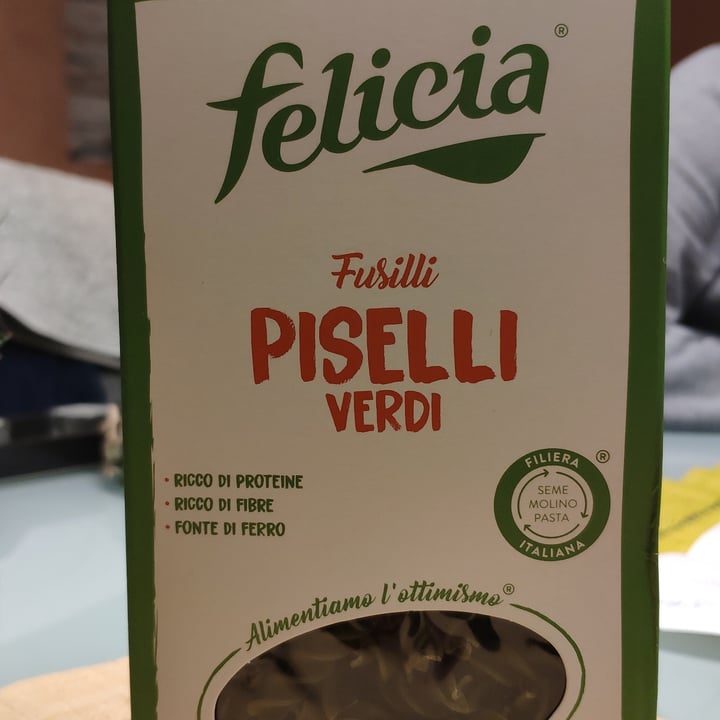 felicia®
Fusilli
PISELLI
VERDI
• RICCO DI PROTEINE
• RICCO DI FIBRE
• FONTE DI FERRO
FILIERA ®
SEME
MOLINO
PASTA
ITALIANA
Alimentiamo l'ottimismo®